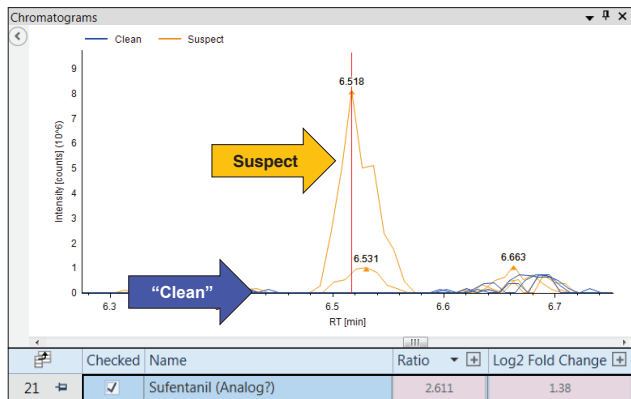 Chromatograms
Clean Suspect
Intensity [counts] (10^6)
9
8
7
6
5
4
3
2
1
0
6.518
Suspect
6.531
6.663
“Clean”
6.3 6.5 6.6 6.7
RT [min]
Checked Name Ratio Log2 Fold Change
21 Sufentanil (Analog?) 2.611 1.38